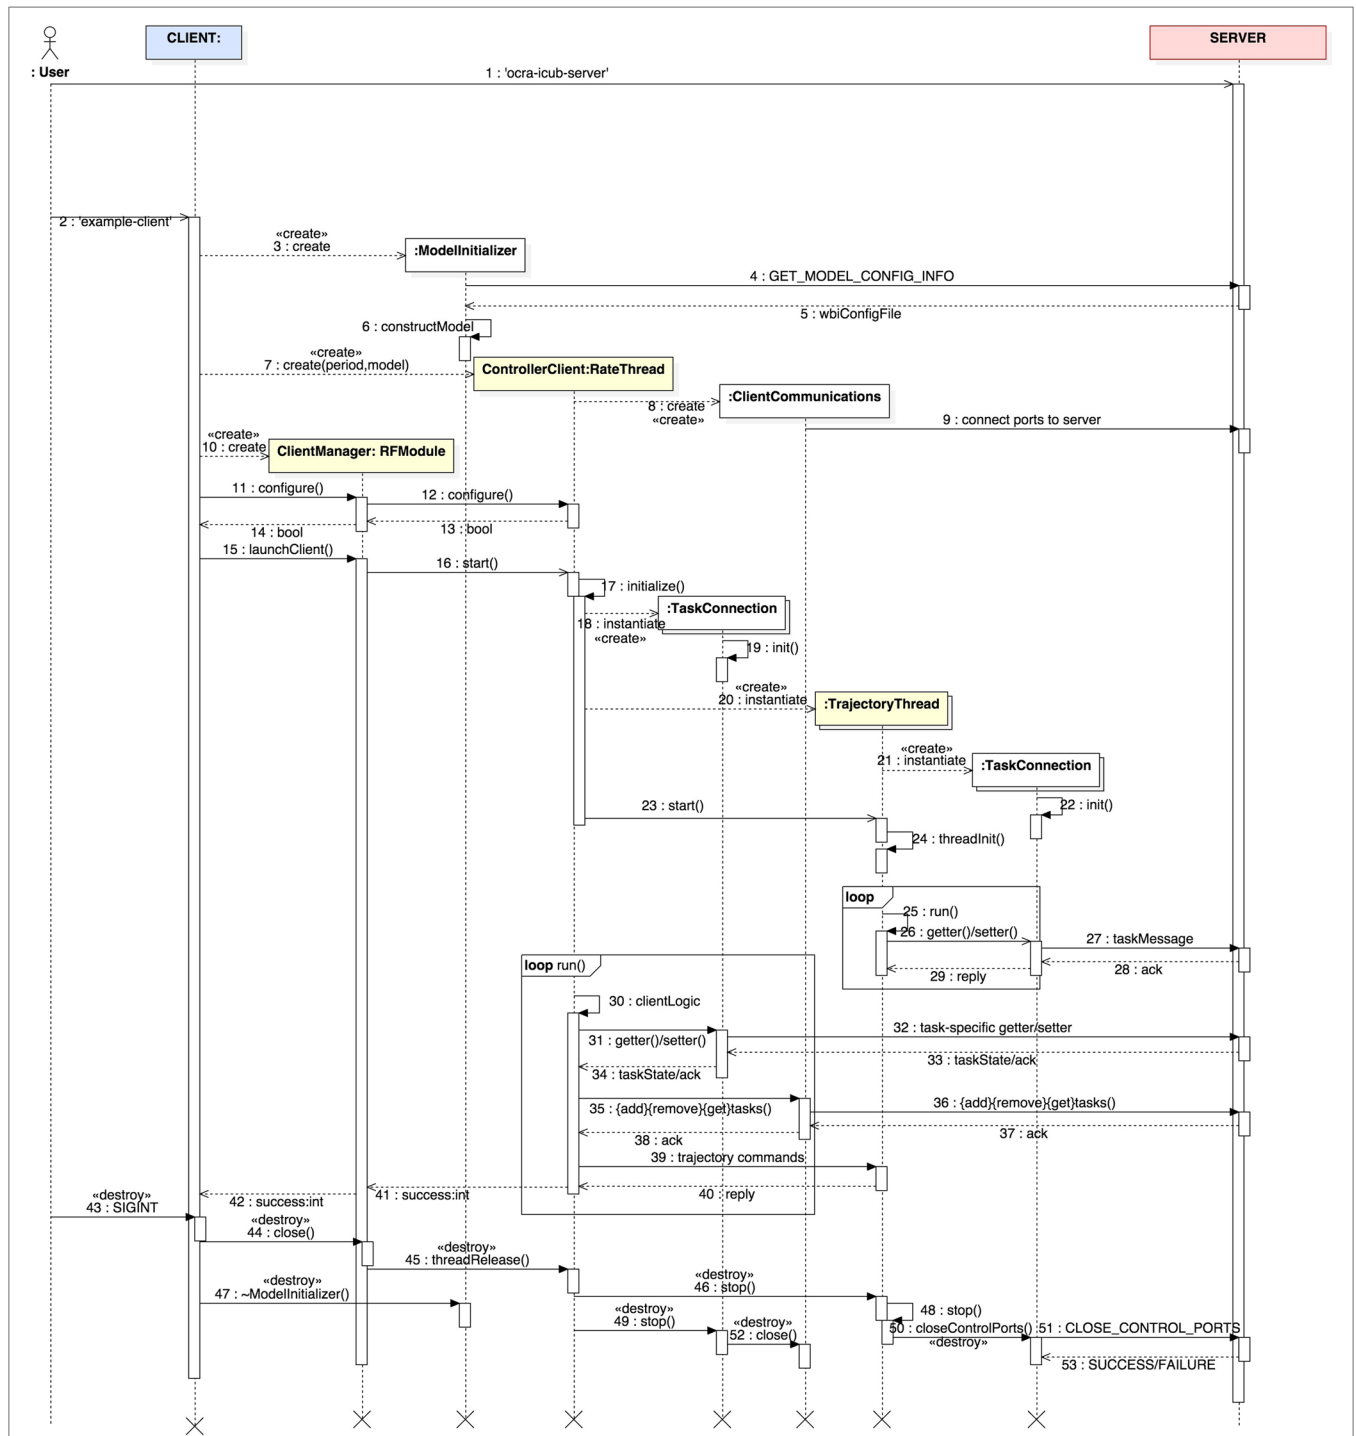 CLIENT:
SERVER
: User
1 : 'ocra-icub-server'
2 : 'example-client'
«create»
3 : create
:ModelInitializer
4 : GET_MODEL_CONFIG_INFO
5 : wbiConfigFile
6 : constructModel
«create»
7 : create(period,model)
ControllerClient:RateThread
8 : create
«create»
:ClientCommunications
9 : connect ports to server
«create»
10 : create
ClientManager: RFModule
11 : configure()
12 : configure()
13 : bool
14 : bool
15 : launchClient()
16 : start()
17 : initialize()
:TaskConnection
18 : instantiate
«create»
19 : init()
«create»
20 : instantiate
:TrajectoryThread
«create»
21 : instantiate
:TaskConnection
22 : init()
23 : start()
24 : threadInit()
loop
25 : run()
26 : getter()/setter()
27 : taskMessage
28 : ack
29 : reply
loop run()
30 : clientLogic
31 : getter()/setter()
32 : task-specific getter/setter
33 : taskState/ack
34 : taskState/ack
35 : {add}{remove}{get}tasks()
36 : {add}{remove}{get}tasks()
37 : ack
38 : ack
39 : trajectory commands
40 : reply
41 : success:int
42 : success:int
«destroy»
43 : SIGINT
«destroy»
44 : close()
«destroy»
45 : threadRelease()
«destroy»
46 : stop()
«destroy»
47 : ~ModelInitializer()
48 : stop()
«destroy»
49 : stop()
50 : closeControlPorts()
«destroy»
51 : CLOSE_CONTROL_PORTS
«destroy»
52 : close()
53 : SUCCESS/FAILURE